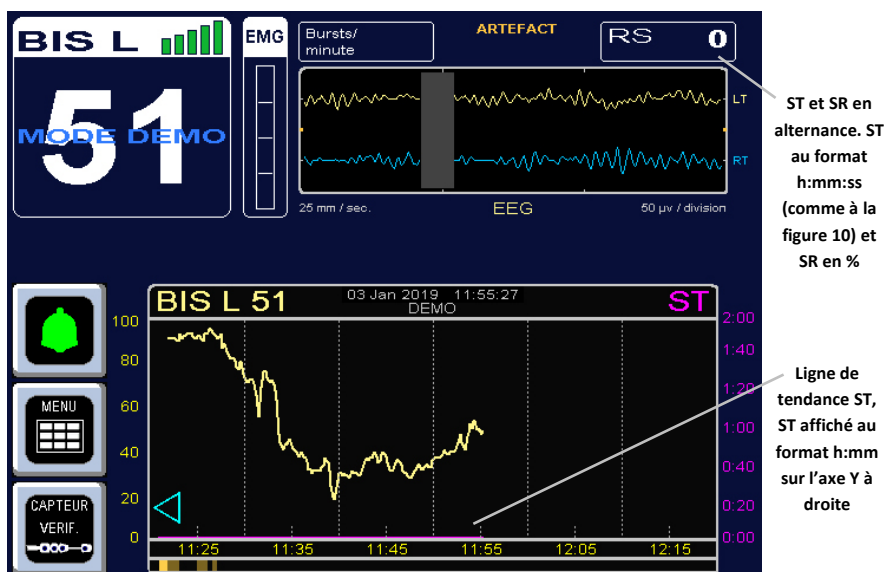 BIS L
51
MODE DEMO
EMG
Bursts/
minute
ARTEFACT
RS 0
LT
RT
25 mm / sec.
EEG
50 µv / division
ST et SR en
alternance. ST
au format
h:mm:ss
(comme à la
figure 10) et
SR en %
BIS L 51
03 Jan 2019 11:55:27
DEMO
ST
100
80
60
40
20
0
2:00
1:40
1:20
1:00
0:40
0:20
0:00
11:25 11:35 11:45 11:55 12:05 12:15
MENU
CAPTEUR
VERIF.
Ligne de
tendance ST,
ST affiché au
format h:mm
sur l’axe Y à
droite